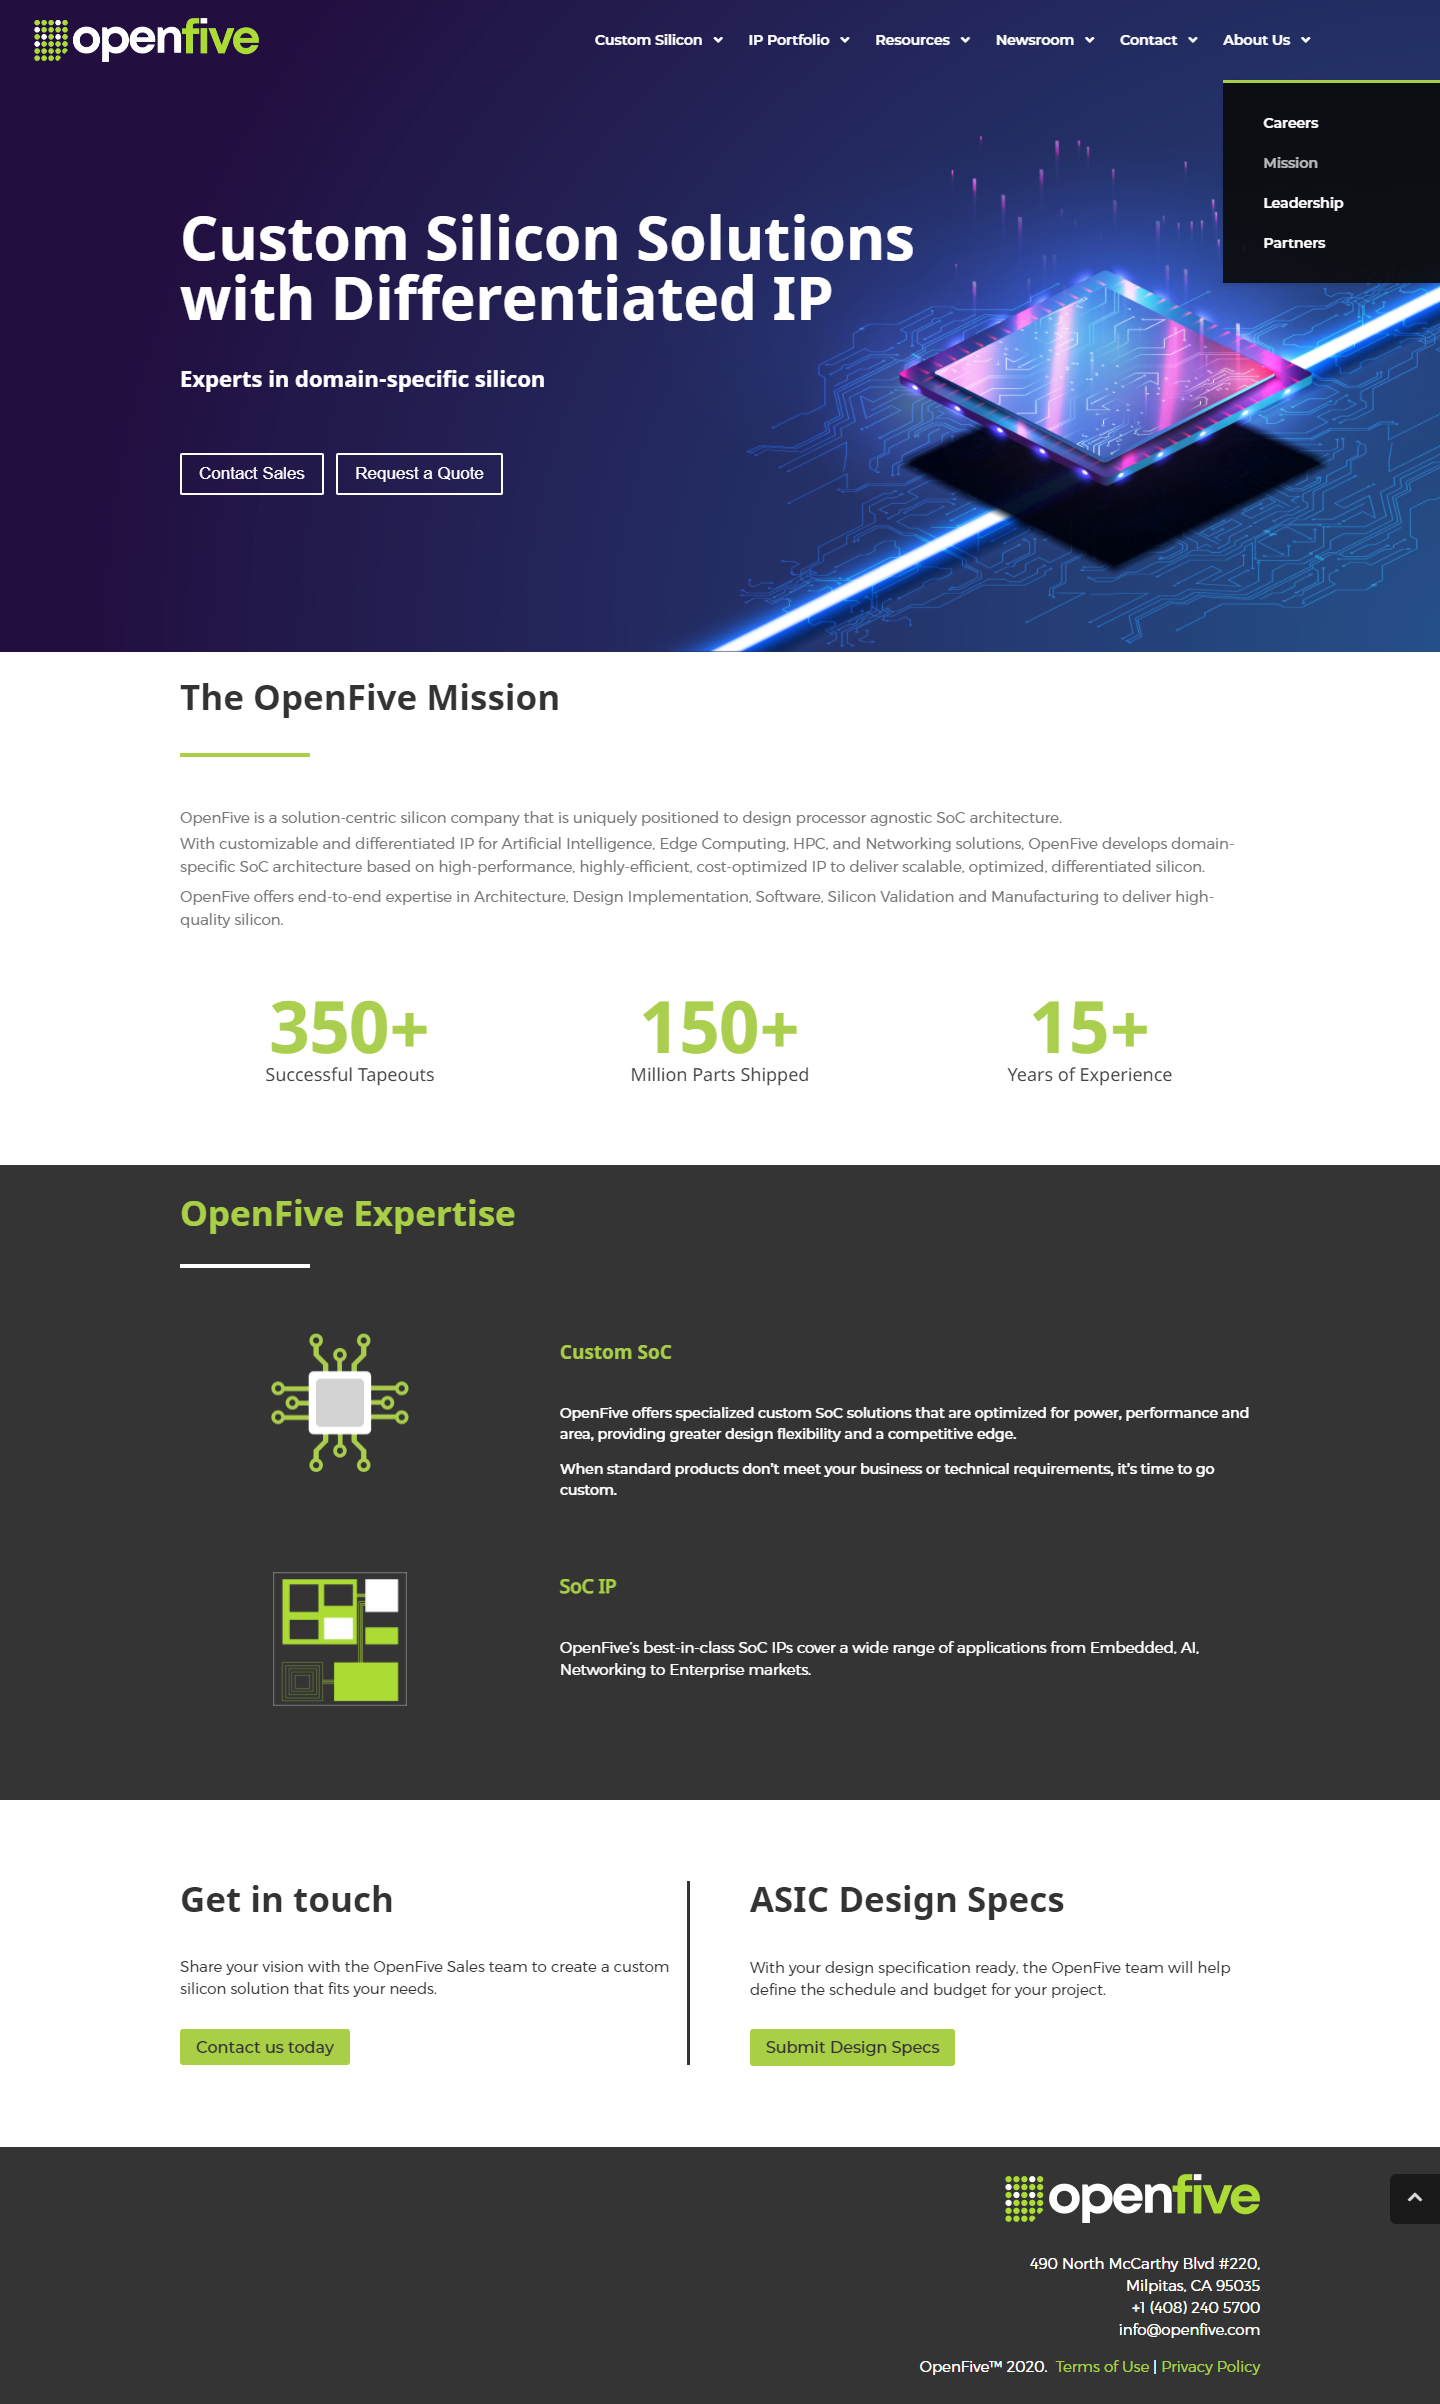 openfive
Custom Silicon IP Portfolio Resources Newsroom Contact About Us
Careers
Mission
Leadership
Partners
Custom Silicon Solutions
with Differentiated IP
Experts in domain-specific silicon
Contact Sales Request a Quote
The OpenFive Mission
OpenFive is a solution-centric silicon company that is uniquely positioned to design processor agnostic SoC architecture.
With customizable and differentiated IP for Artificial Intelligence, Edge Computing, HPC, and Networking solutions, OpenFive develops domain-
specific SoC architecture based on high-performance, highly-efficient, cost-optimized IP to deliver scalable, optimized, differentiated silicon.
OpenFive offers end-to-end expertise in Architecture, Design Implementation, Software, Silicon Validation and Manufacturing to deliver high-
quality silicon.
350+ 150+ 15+
Successful Tapeouts Million Parts Shipped Years of Experience
OpenFive Expertise
Custom SoC
OpenFive offers specialized custom SoC solutions that are optimized for power, performance and
area, providing greater design flexibility and a competitive edge.
When standard products don’t meet your business or technical requirements, it’s time to go
custom.
SoC IP
OpenFive’s best-in-class SoC IPs cover a wide range of applications from Embedded, AI,
Networking to Enterprise markets.
Get in touch
Share your vision with the OpenFive Sales team to create a custom
silicon solution that fits your needs.
Contact us today
ASIC Design Specs
With your design specification ready, the OpenFive team will help
define the schedule and budget for your project.
Submit Design Specs
openfive
490 North McCarthy Blvd #220,
Milpitas, CA 95035
+1 (408) 240 5700
info@openfive.com
OpenFive™ 2020. Terms of Use | Privacy Policy